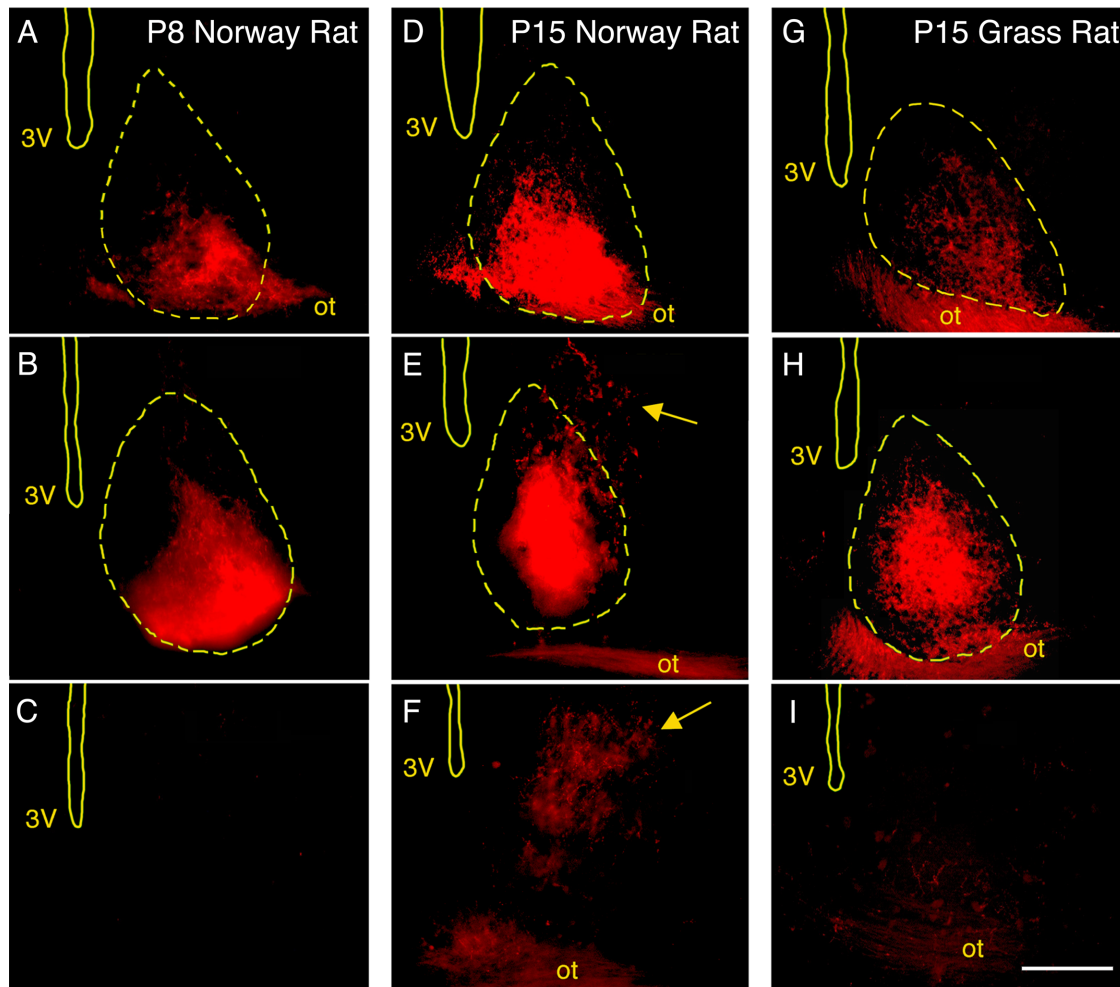 A P8 Norway Rat
3V
ot
D P15 Norway Rat
3V
ot
G P15 Grass Rat
3V
ot
B
3V
E
3V
ot
H
3V
ot
C
3V
F
3V
ot
I
3V
ot